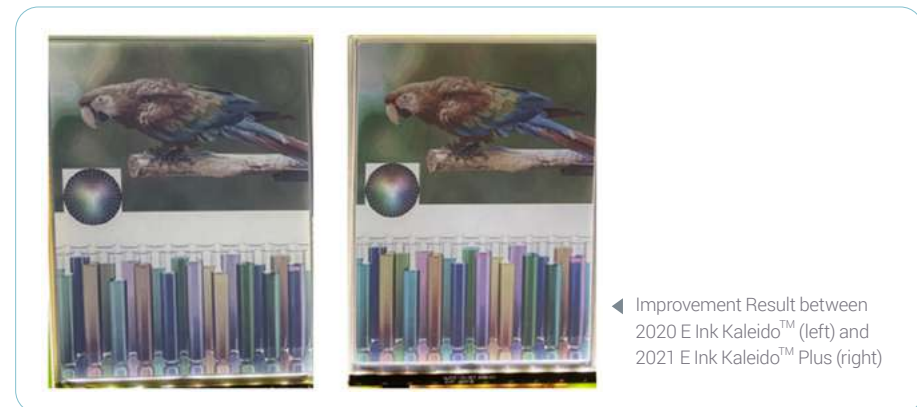 Improvement Result between
2020 E Ink Kaleido™ (left) and
2021 E Ink Kaleido™ Plus (right)